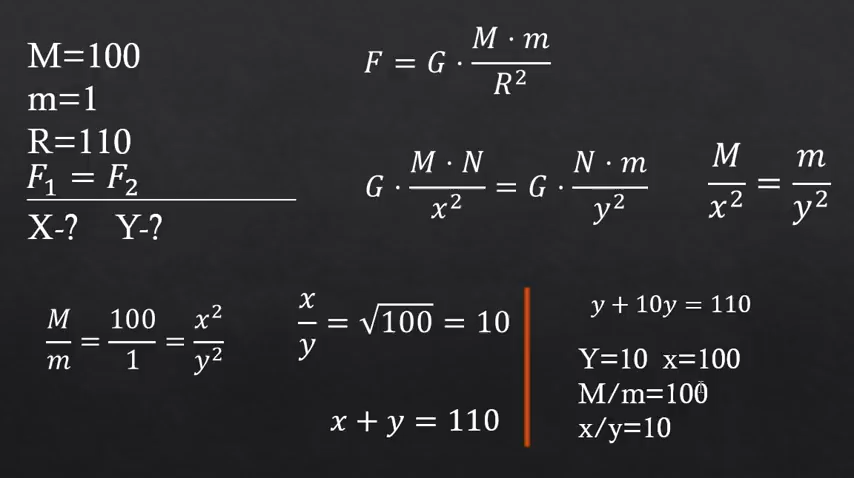 M=100
m=1
R=110
F₁ = F₂
X-? Y-?
F = G · (M · m)/R²
G · (M · N)/x² = G · (N · m)/y²
M/x² = m/y²
M/m = 100/1 = x²/y²
x/y = √100 = 10
x + y = 110
y + 10y = 110
Y=10 x=100
M/m=100
x/y=10